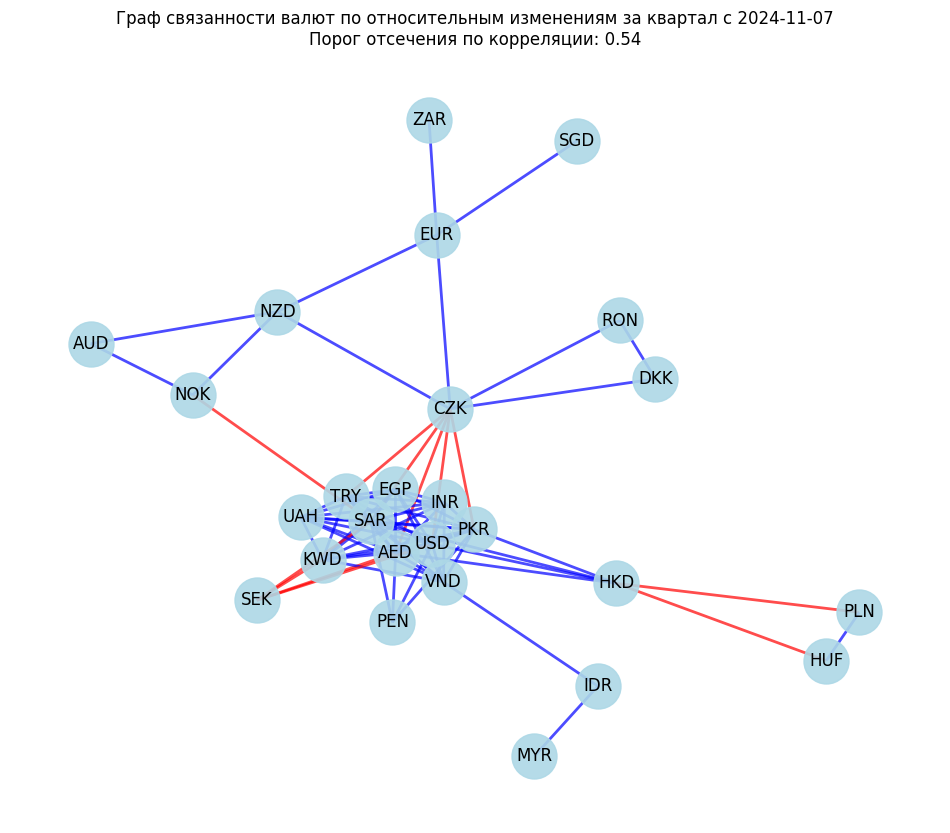 Граф связанности валют по относительным изменениям за квартал с 2024-11-07
Порог отсечения по корреляции: 0.54
ZAR
SGD
EUR
NZD
RON
AUD
DKK
NOK
CZK
EGP
TRY
INR
UAH
SAR
PKR
USD
AED
KWD
VND
HKD
SEK
PLN
PEN
HUF
IDR
MYR